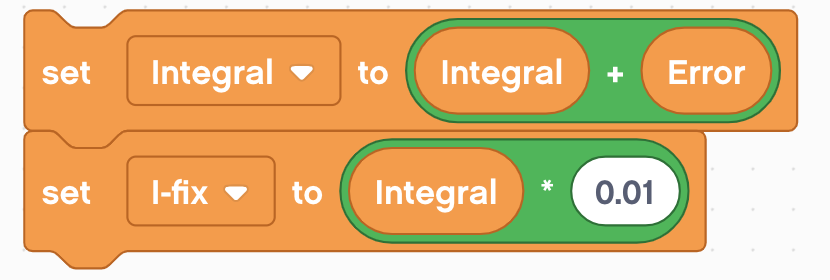 set Integral to Integral + Error
set I-fix to Integral * 0.01